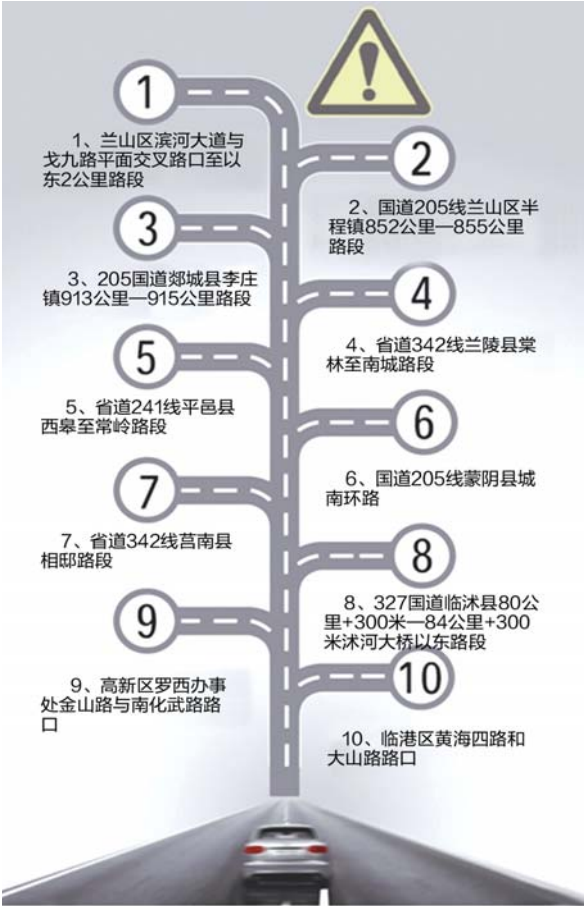 1
1、兰山区滨河大道与
戈九路平面交叉路口至以
东2公里路段
2
2、国道205线兰山区半
程镇852公里—855公里
路段
3
3、205国道郯城县李庄
镇913公里—915公里路段
4
4、省道342线兰陵县棠
林至南城路段
5
5、省道241线平邑县
西皋至常岭路段
6
6、国道205线蒙阴县城
南环路
7
7、省道342线莒南县
相邸路段
8
8、327国道临沭县80公
里+300米—84公里+300
米沭河大桥以东路段
9
9、高新区罗西办事
处金山路与南化武路路
口
10
10、临港区黄海四路和
大山路路口